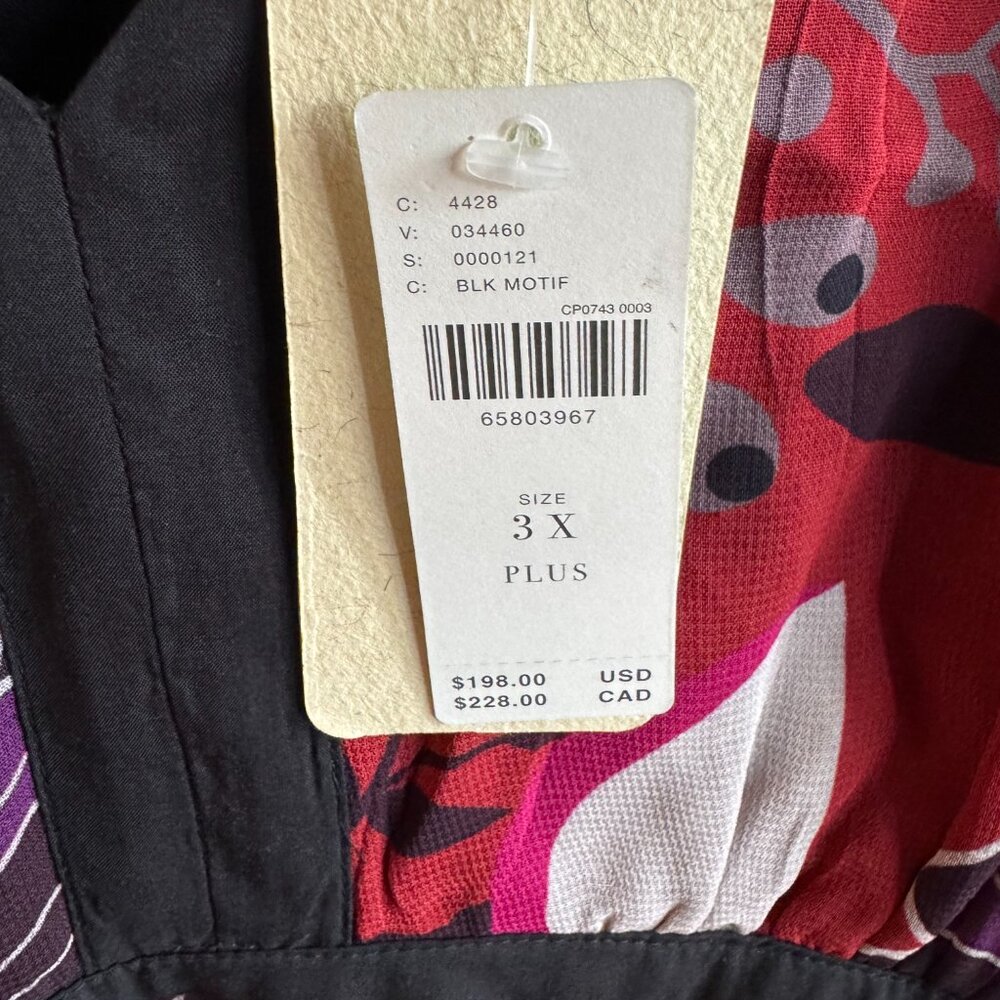 C: 4428
V: 034460
S: 0000121
C: BLK MOTIF
CP0743 0003
65803967
SIZE
3 X
PLUS
$198.00 USD
$228.00 CAD